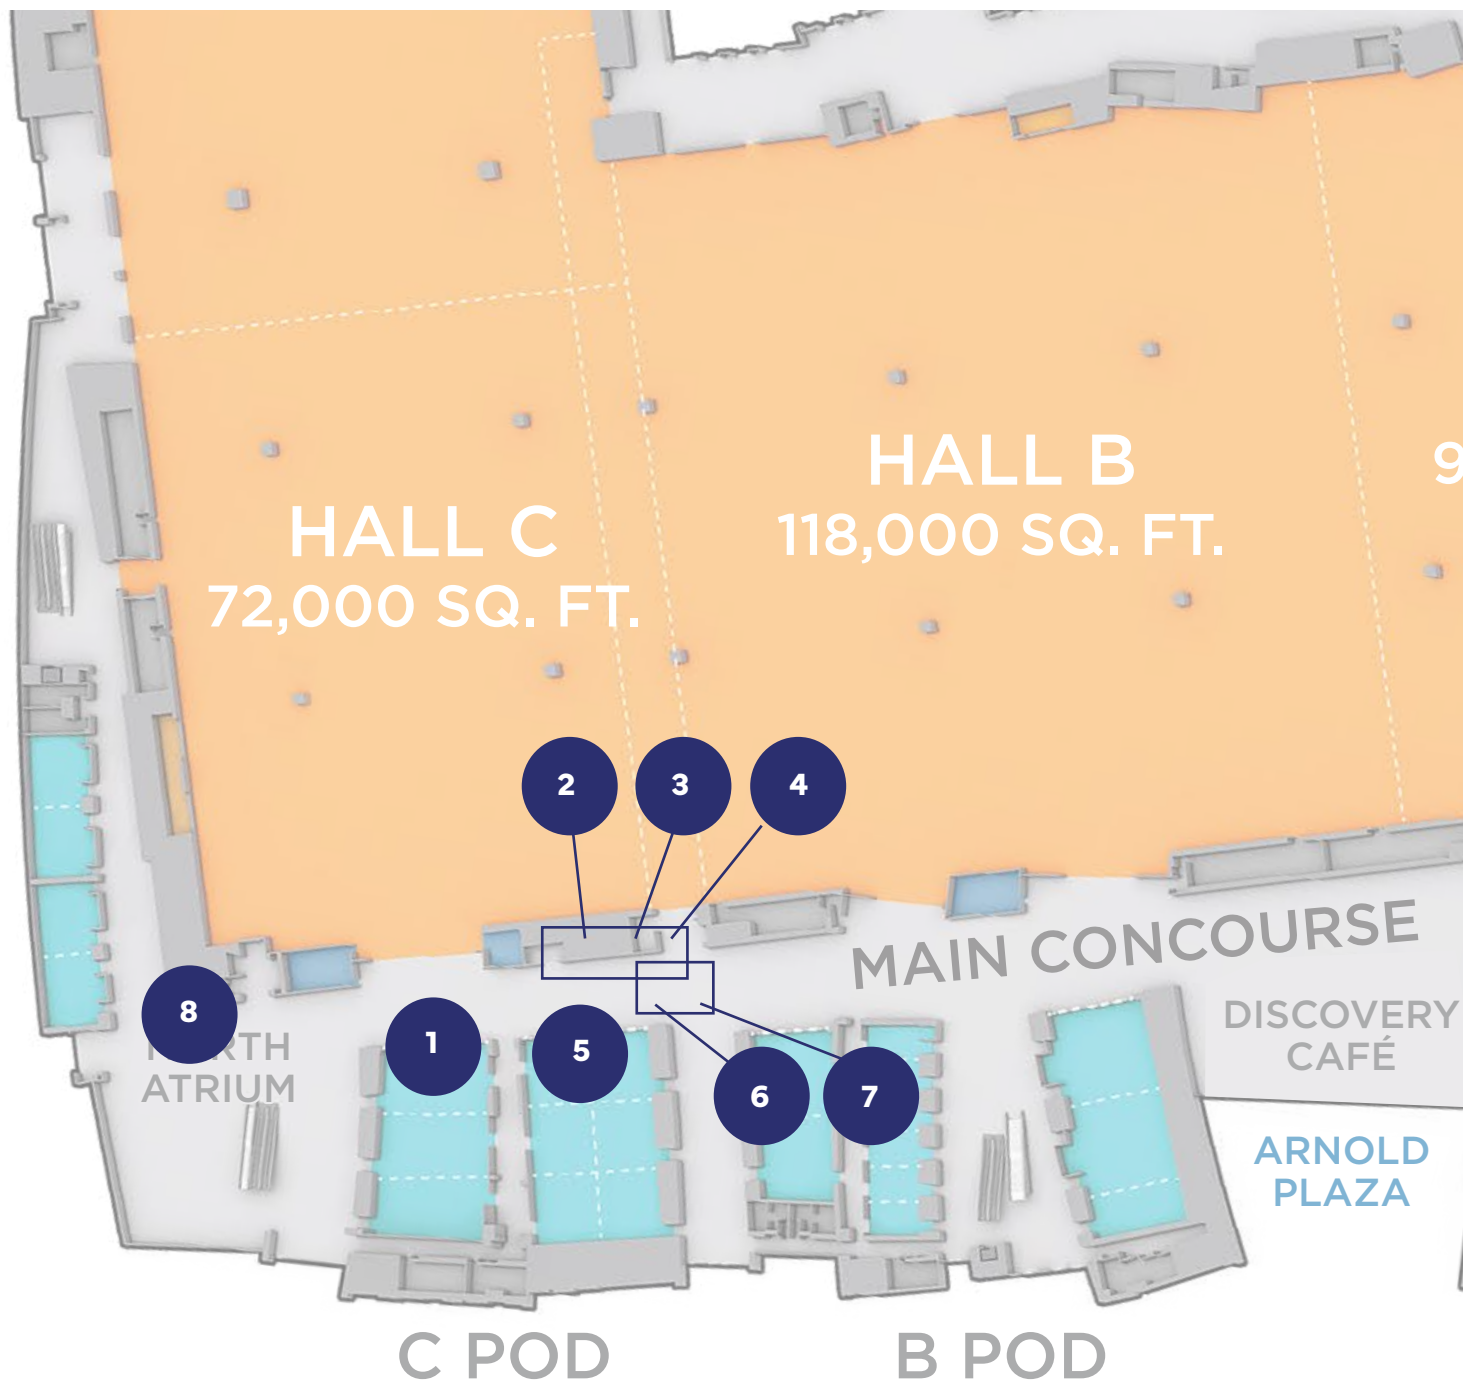 HALL B
9
118,000 SQ. FT.
HALL C
72,000 SQ. FT.
2
3
4
MAIN CONCOURSE
8
1
5
6
7
ATRIUM
DISCOVERY
CAFÉ
ARNOLD
PLAZA
C POD
B POD